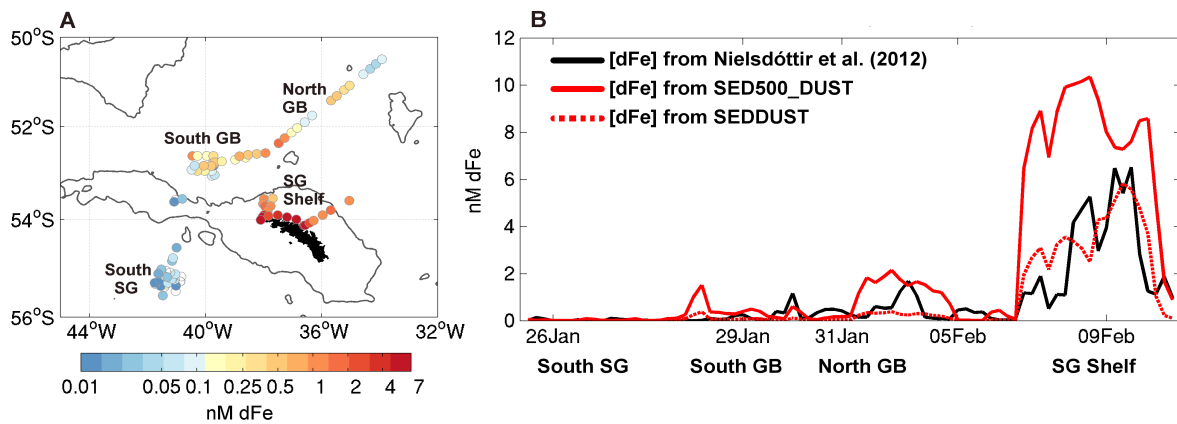 A
50°S
52°S
54°S
56°S
44°W
40°W
36°W
32°W
North
GB
South GB
SG
Shelf
South
SG
0.01
0.05
0.1
0.25
0.5
1
2
4
7
nM dFe
B
12
10
8
6
4
2
0
nM dFe
[dFe] from Nielsdóttir et al. (2012)
[dFe] from SED500_DUST
[dFe] from SEDDUST
26Jan
29Jan
31Jan
05Feb
09Feb
South SG
South GB
North GB
SG Shelf